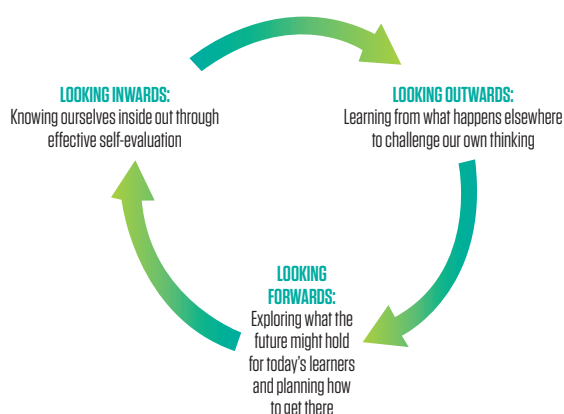 LOOKING INWARDS:
Knowing ourselves inside out through
effective self-evaluation
LOOKING OUTWARDS:
Learning from what happens elsewhere
to challenge our own thinking
LOOKING
FORWARDS:
Exploring what the
future might hold
for today's learners
and planning how
to get there